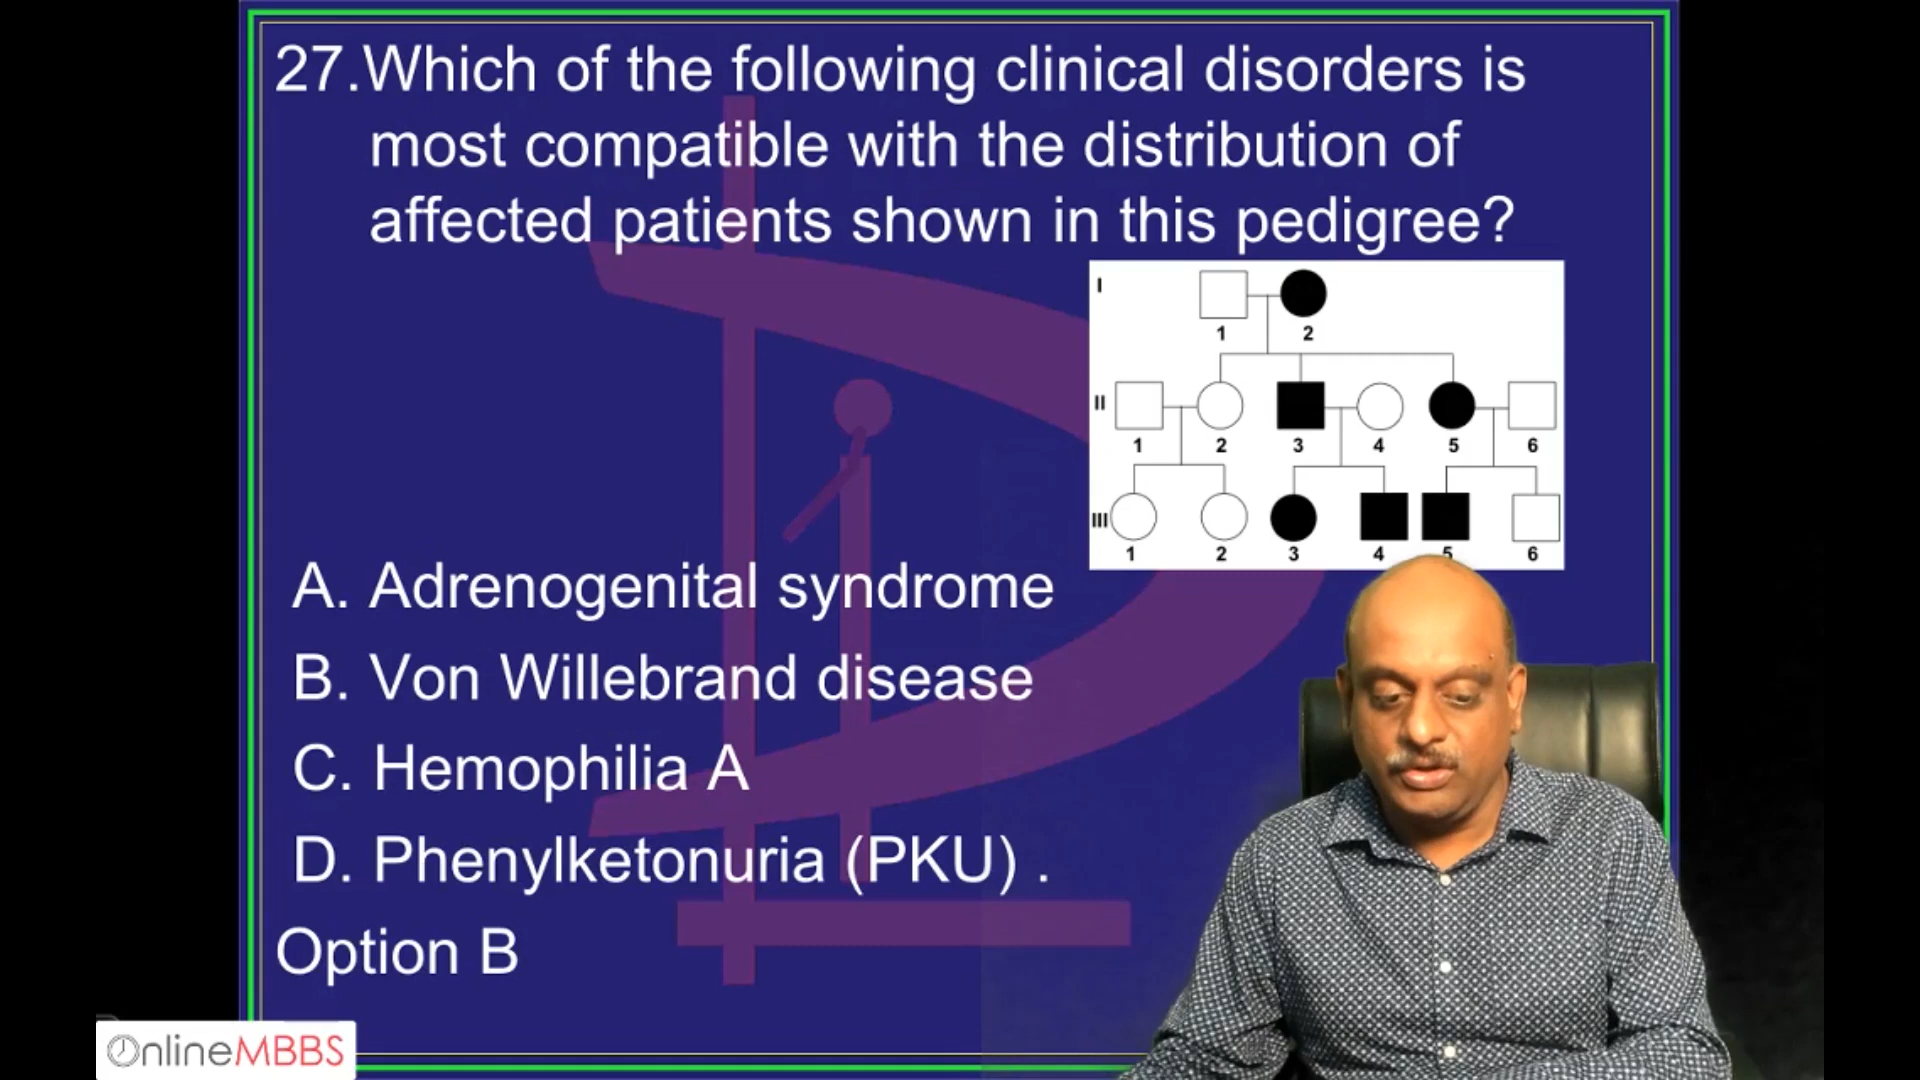 27.Which of the following clinical disorders is
most compatible with the distribution of
affected patients shown in this pedigree?
I
1 2
II
1 2 3 4 5 6
III
1 2 3 4 5 6
A. Adrenogenital syndrome
B. Von Willebrand disease
C. Hemophilia A
D. Phenylketonuria (PKU) .
Option B
OnlineMBBS